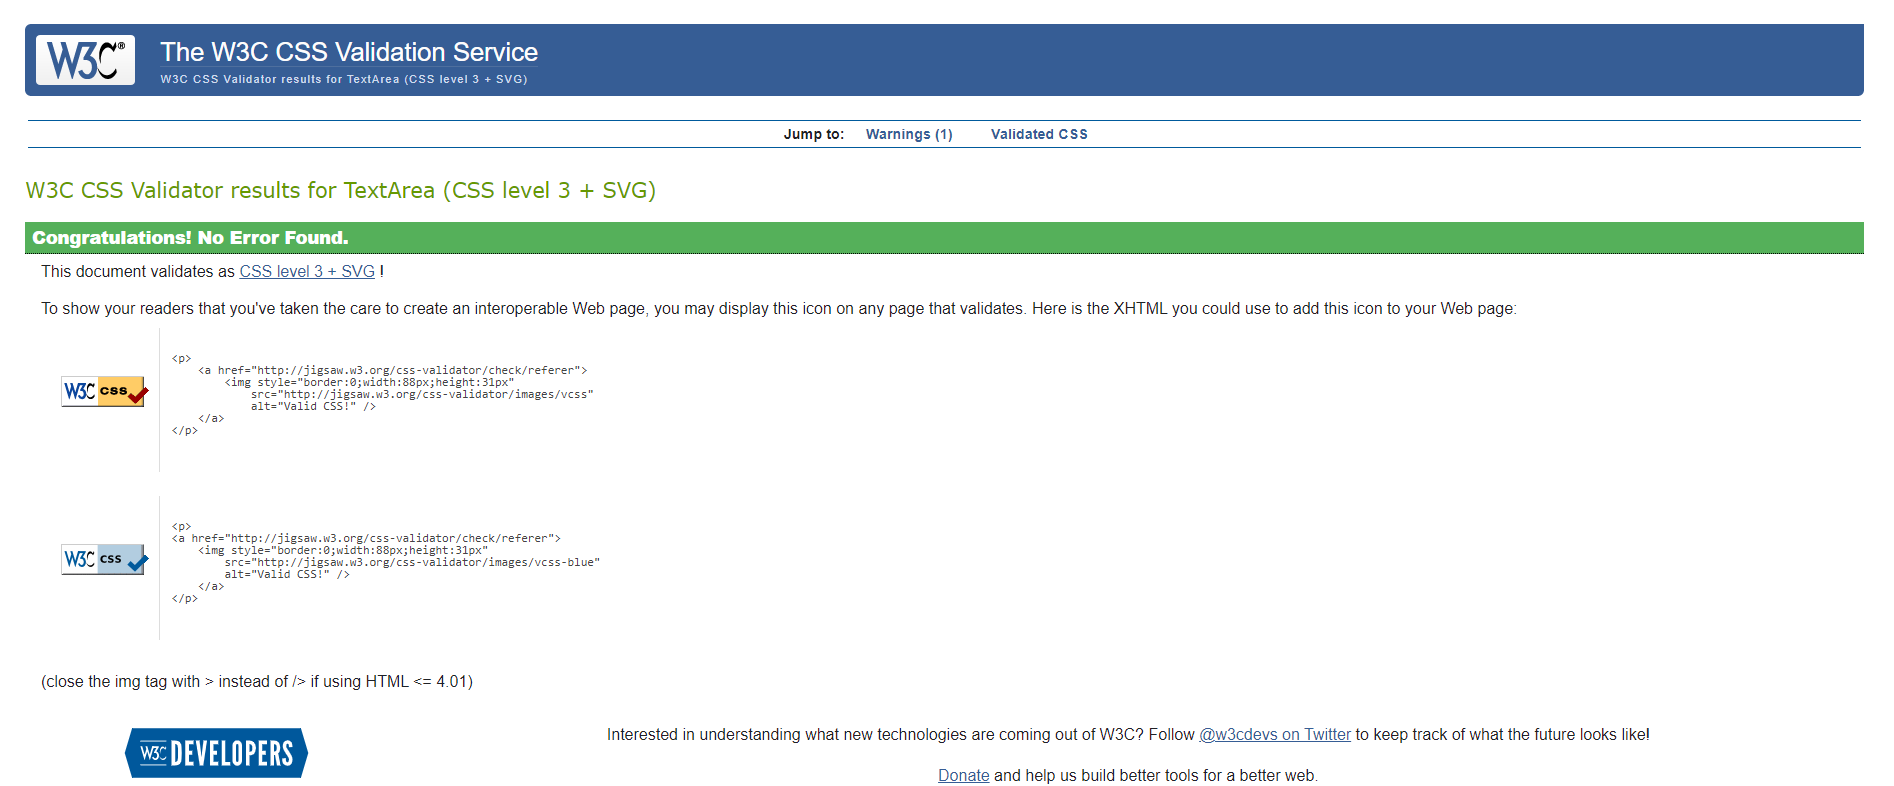 W3C®
The W3C CSS Validation Service
W3C CSS Validator results for TextArea (CSS level 3 + SVG)
Jump to: Warnings (1) Validated CSS
W3C CSS Validator results for TextArea (CSS level 3 + SVG)
Congratulations! No Error Found.
This document validates as CSS level 3 + SVG !
To show your readers that you've taken the care to create an interoperable Web page, you may display this icon on any page that validates. Here is the XHTML you could use to add this icon to your Web page:
W3C css
<p>
<a href="http://jigsaw.w3.org/css-validator/check/referer">
<img style="border:0;width:88px;height:31px"
src="http://jigsaw.w3.org/css-validator/images/vcss"
alt="Valid CSS!" />
</a>
</p>
W3C css
<p>
<a href="http://jigsaw.w3.org/css-validator/check/referer">
<img style="border:0;width:88px;height:31px"
src="http://jigsaw.w3.org/css-validator/images/vcss-blue"
alt="Valid CSS!" />
</a>
</p>
(close the img tag with > instead of /> if using HTML <= 4.01)
W3C DEVELOPERS
Interested in understanding what new technologies are coming out of W3C? Follow @w3cdevs on Twitter to keep track of what the future looks like!
Donate and help us build better tools for a better web.